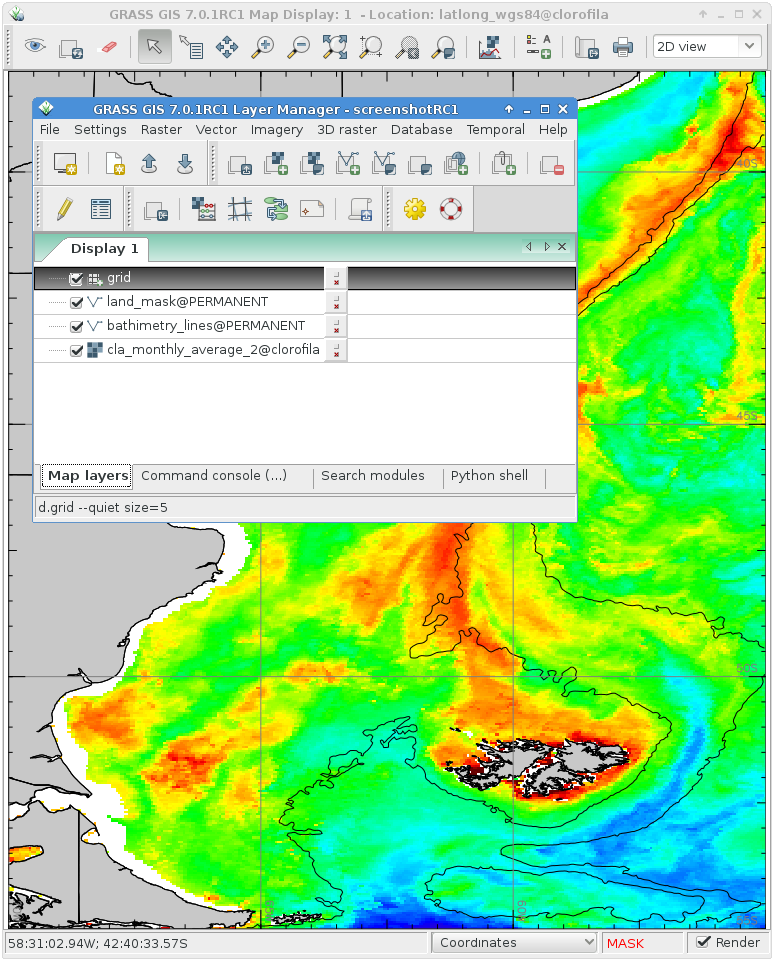 GRASS GIS 7.0.1RC1 Map Display: 1 - Location: latlong_wgs84@clorofila
2D view
GRASS GIS 7.0.1RC1 Layer Manager - screenshotRC1
File Settings Raster Vector Imagery 3D raster Database Temporal Help
Display 1
grid
land_mask@PERMANENT
bathimetry_lines@PERMANENT
cla_monthly_average_2@clorofila
Map layers Command console (...) Search modules Python shell
d.grid --quiet size=5
40S
45S
50S
60W
58:31:02.94W; 42:40:33.57S Coordinates MASK Render